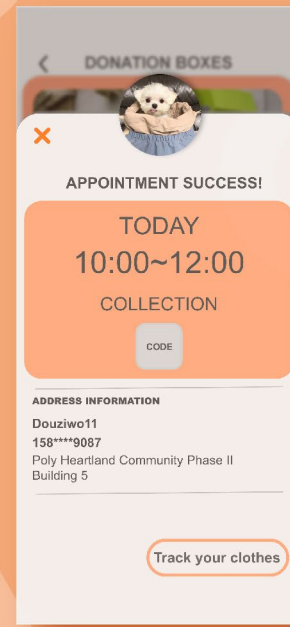 DONATION BOXES
APPOINTMENT SUCCESS!
TODAY
10:00~12:00
COLLECTION
CODE
ADDRESS INFORMATION
Douziwo11
158****9087
Poly Heartland Community Phase II
Building 5
Track your clothes